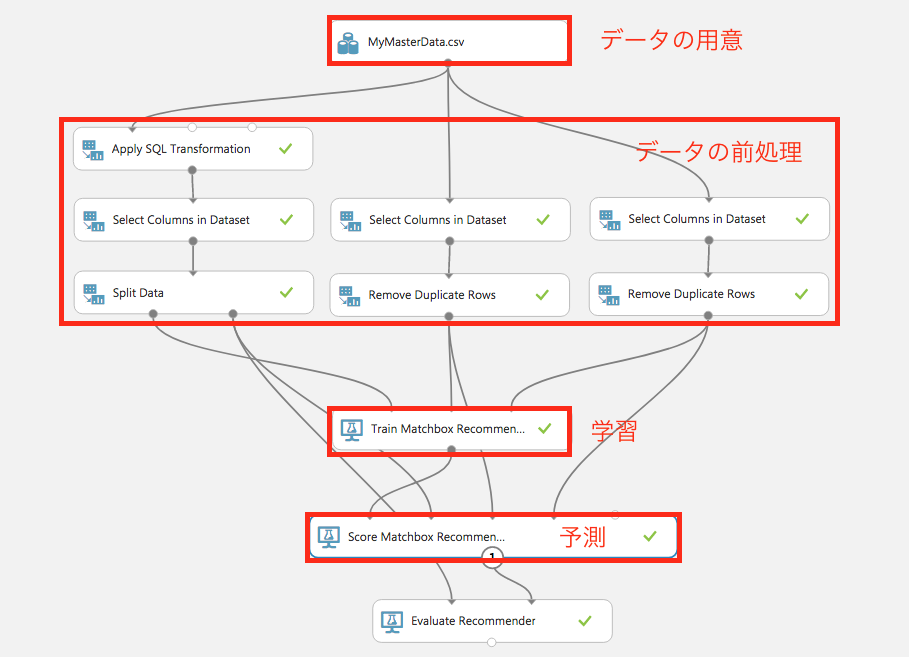 MyMasterData.csv
データの用意
データの前処理
Apply SQL Transformation
Select Columns in Dataset
Select Columns in Dataset
Select Columns in Dataset
Split Data
Remove Duplicate Rows
Remove Duplicate Rows
Train Matchbox Recommen...
学習
Score Matchbox Recommen...
予測
1
Evaluate Recommender